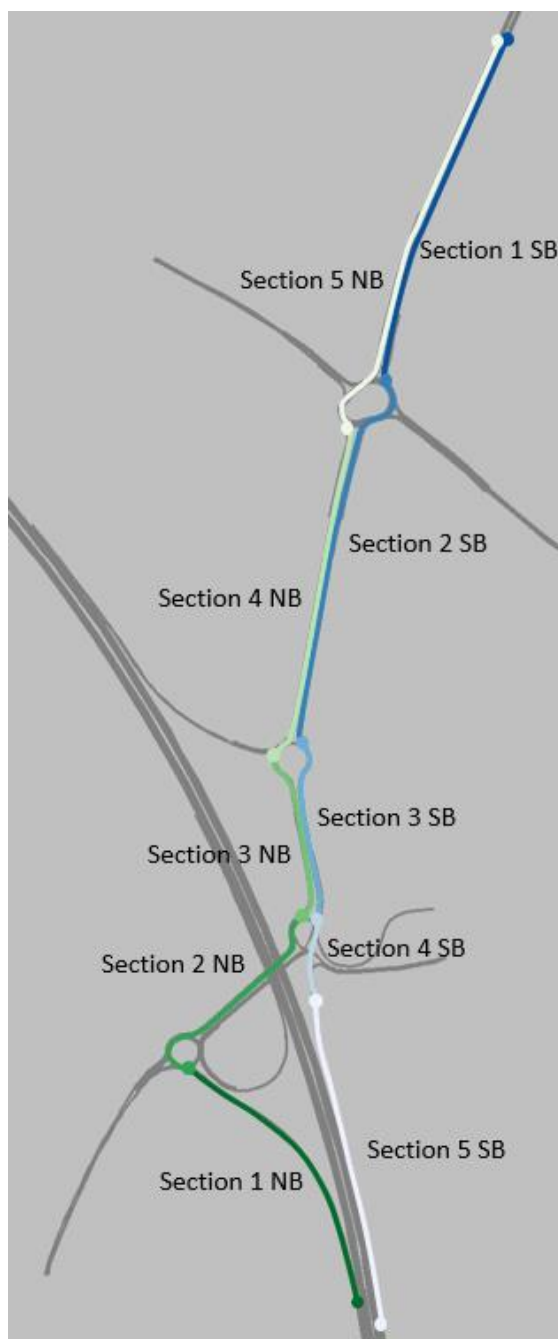 Section 1 SB
Section 5 NB
Section 2 SB
Section 4 NB
Section 3 SB
Section 3 NB
Section 4 SB
Section 2 NB
Section 5 SB
Section 1 NB